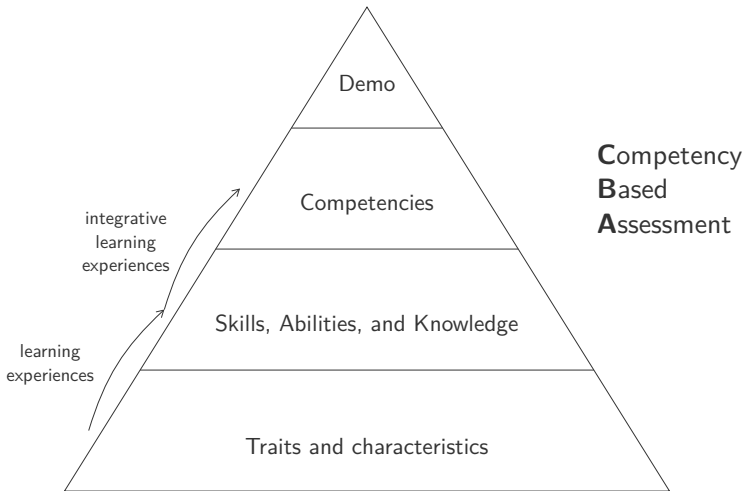 Demo
Competency
Based
Assessment
Competencies
integrative
learning
experiences
Skills, Abilities, and Knowledge
learning
experiences
Traits and characteristics